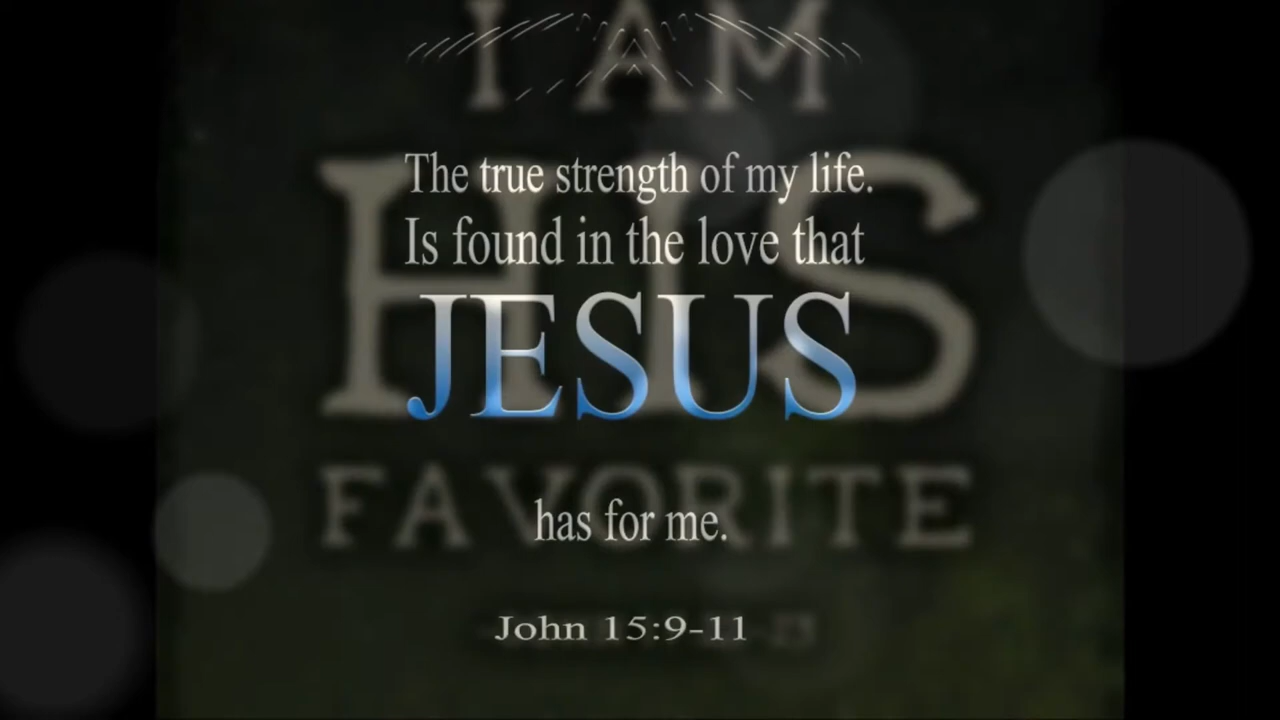 I AM
The true strength of my life.
HIS
Is found in the love that
JESUS
FAVORITE
has for me.
John 15:9-11